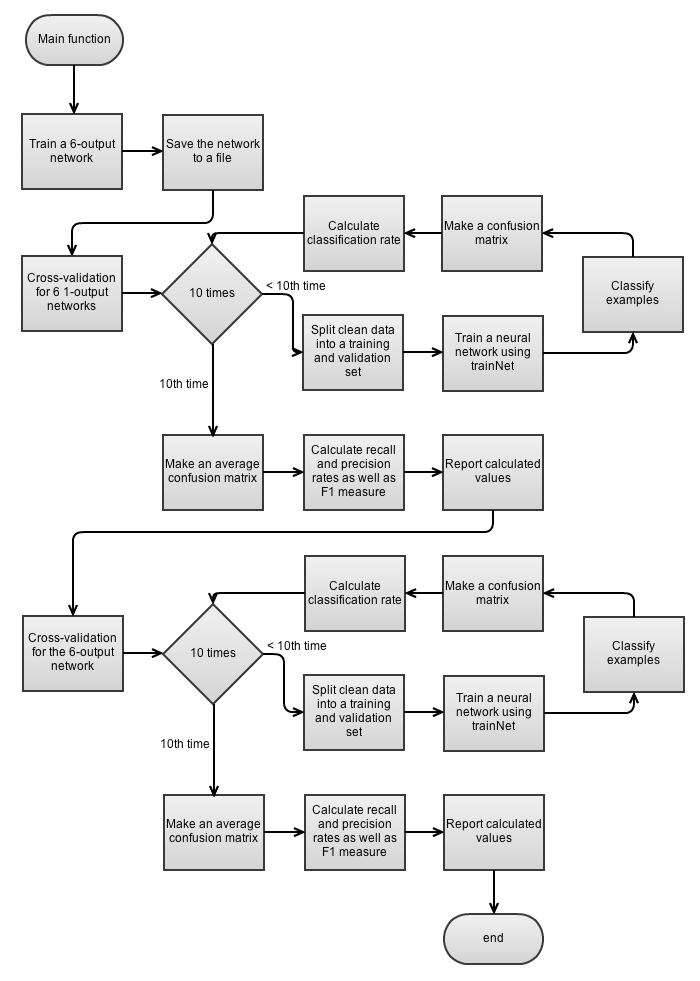 Main function
Train a 6-output
network
Save the network
to a file
Calculate
classification rate
Make a confusion
matrix
Cross-validation
for 6 1-output
networks
10 times
< 10th time
Classify
examples
Split clean data
into a training
and validation
set
Train a neural
network using
trainNet
10th time
Make an average
confusion matrix
Calculate recall
and precision
rates as well as
F1 measure
Report calculated
values
Calculate
classification rate
Make a confusion
matrix
Cross-validation
for the 6-output
network
10 times
< 10th time
Classify
examples
Split clean data
into a training
and validation
set
Train a neural
network using
trainNet
10th time
Make an average
confusion matrix
Calculate recall
and precision
rates as well as
F1 measure
Report calculated
values
end